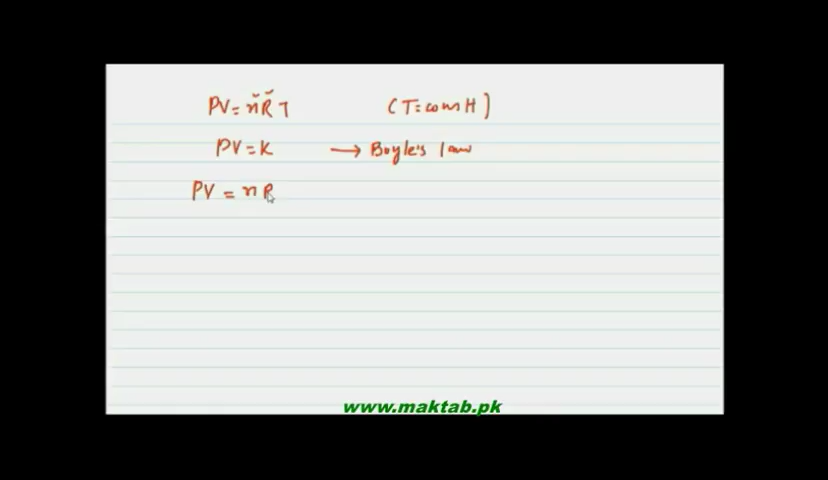 PV = nRT (T = const)
PV = K → Boyle's law
PV = nR
www.maktab.pk